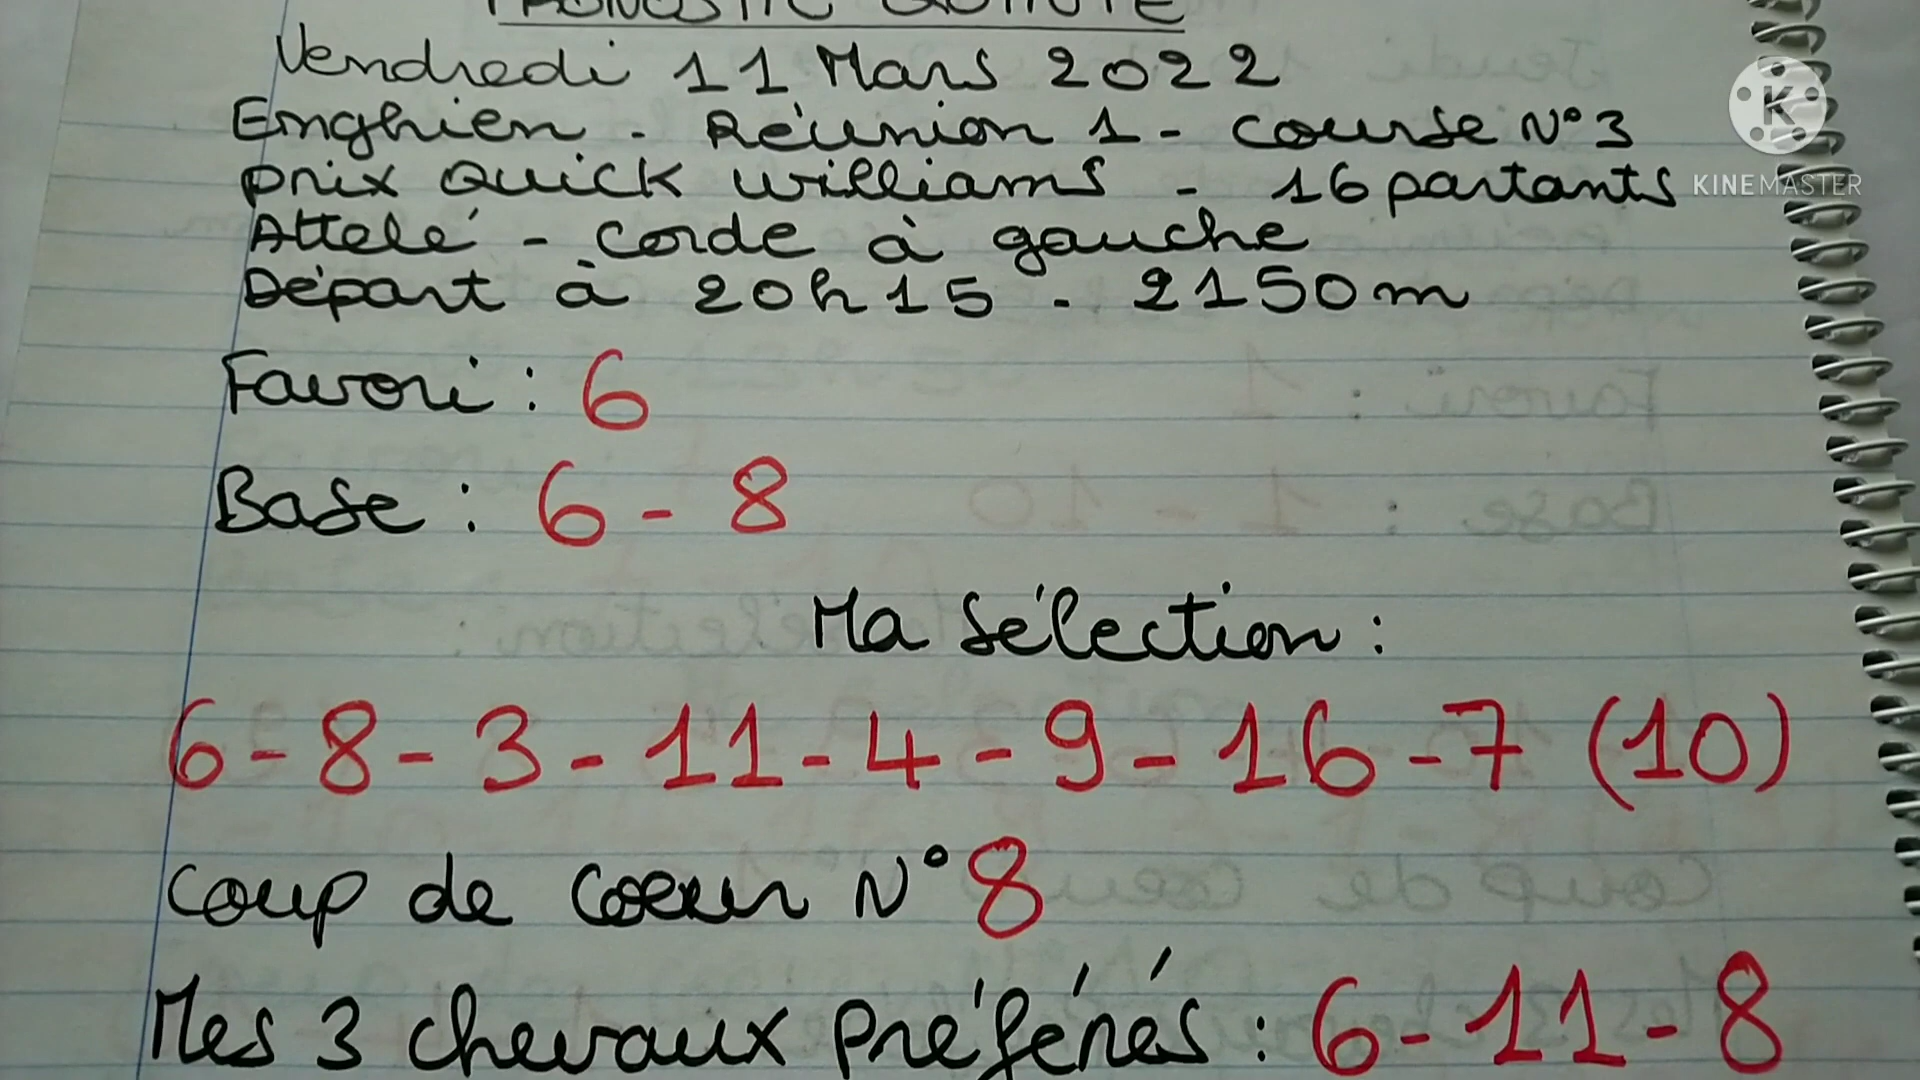 PRONOSTIC QUINTÉ
Vendredi 11 Mars 2022
Enghien - Réunion 1 - Course N°3
prix Quick Williams - 16 partants
Attelé - Corde à gauche
Départ à 20h15 - 2150m
Favori : 6
Base : 6 - 8
Ma Sélection :
6 - 8 - 3 - 11 - 4 - 9 - 16 - 7 (10)
Coup de Coeur N° 8
Mes 3 chevaux préférés : 6 - 11 - 8
K
KINEMASTER